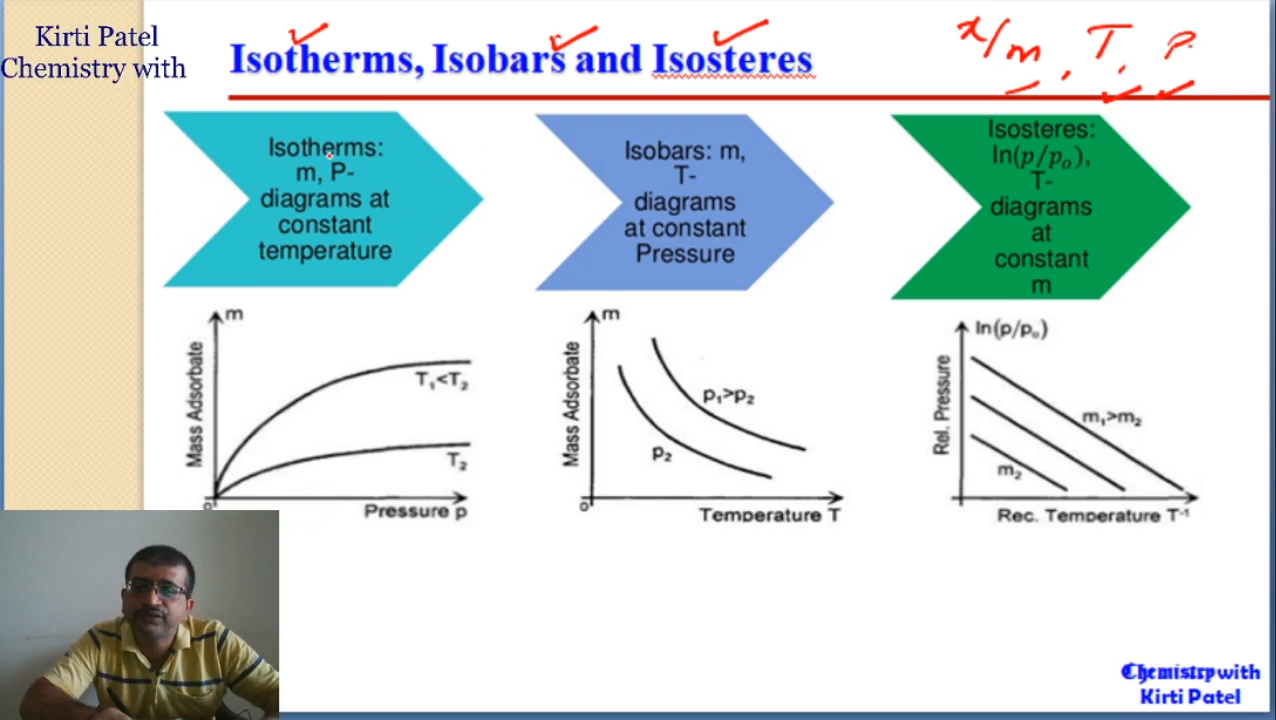 Kirti Patel
Chemistry with
Isotherms, Isobars and Isosteres
x/m, T, P
Isotherms:
m, P-
diagrams at
constant
temperature
Isobars: m,
T-
diagrams
at constant
Pressure
Isosteres:
ln(p/pₒ),
T-
diagrams
at
constant
m
m
Mass Adsorbate
T₁<T₂
T₂
0
Pressure p
m
Mass Adsorbate
p₁>p₂
p₂
0
Temperature T
ln(p/pₒ)
Rel. Pressure
m₁>m₂
m₂
Rec. Temperature T⁻¹
Chemistry with
Kirti Patel